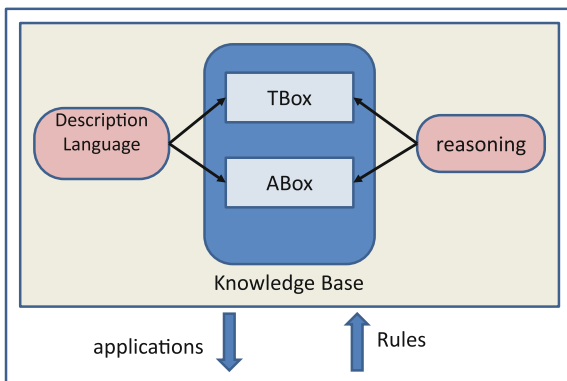 TBox
Description
Language
reasoning
ABox
Knowledge Base
applications
Rules